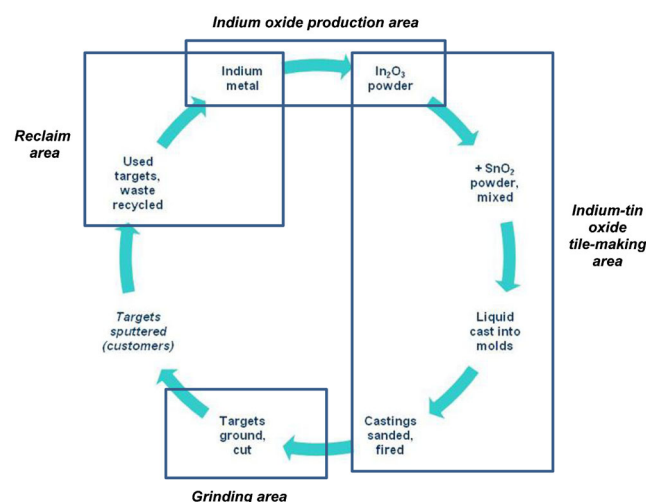 Indium oxide production area
Indium
metal
In₂O₃
powder
Reclaim
area
Used
targets,
waste
recycled
+ SnO₂
powder,
mixed
Indium-tin
oxide
tile-making
area
Targets
sputtered
(customers)
Liquid
cast into
molds
Targets
ground,
cut
Castings
sanded,
fired
Grinding area